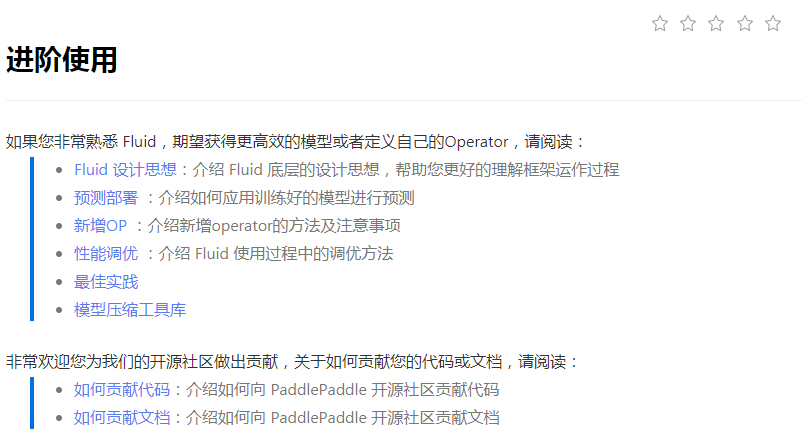 进阶使用
如果您非常熟悉 Fluid，期望获得更高效的模型或者定义自己的Operator，请阅读：
Fluid 设计思想：介绍 Fluid 底层的设计思想，帮助您更好的理解框架运作过程
预测部署 ：介绍如何应用训练好的模型进行预测
新增OP ：介绍新增operator的方法及注意事项
性能调优 ：介绍 Fluid 使用过程中的调优方法
最佳实践
模型压缩工具库
非常欢迎您为我们的开源社区做出贡献，关于如何贡献您的代码或文档，请阅读：
如何贡献代码：介绍如何向 PaddlePaddle 开源社区贡献代码
如何贡献文档：介绍如何向 PaddlePaddle 开源社区贡献文档